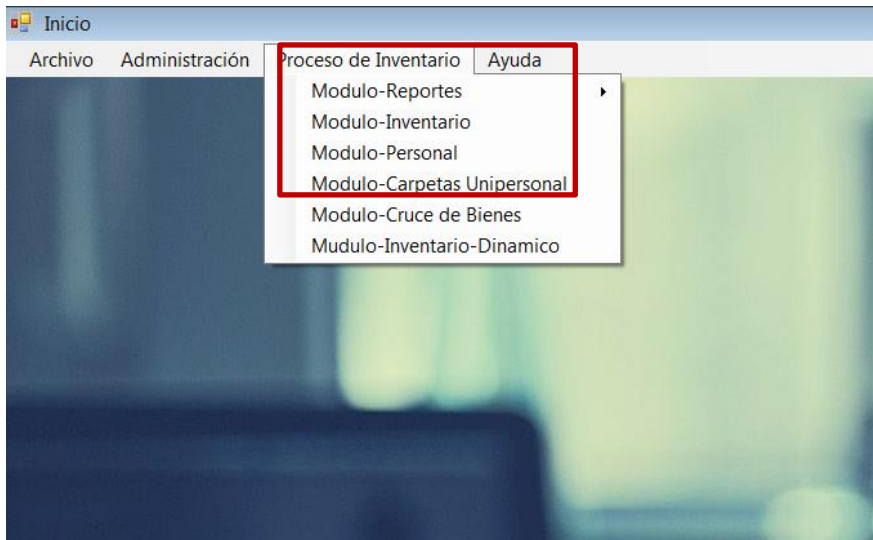 Inicio
Archivo Administración Proceso de Inventario Ayuda
Modulo-Reportes
Modulo-Inventario
Modulo-Personal
Modulo-Carpetas Unipersonal
Modulo-Cruce de Bienes
Mudulo-Inventario-Dinamico